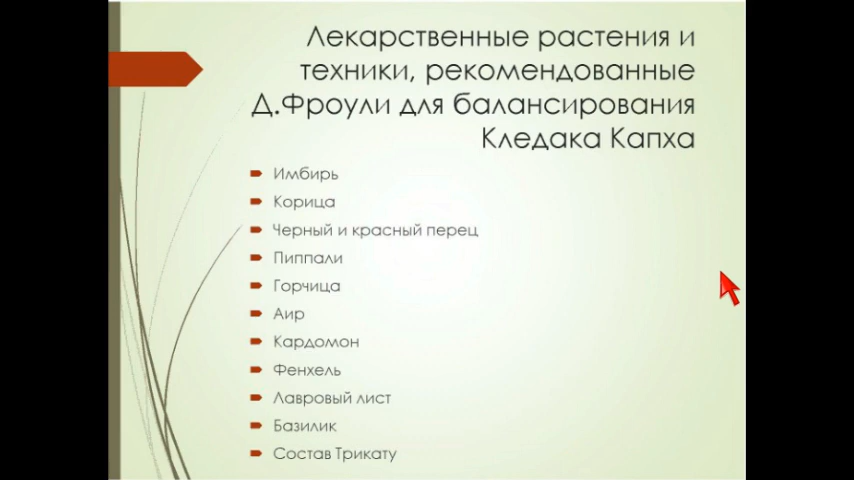 Лекарственные растения и
техники, рекомендованные
Д.Фроули для балансирования
Кледака Капха
Имбирь
Корица
Черный и красный перец
Пиппали
Горчица
Аир
Кардомон
Фенхель
Лавровый лист
Базилик
Состав Трикату